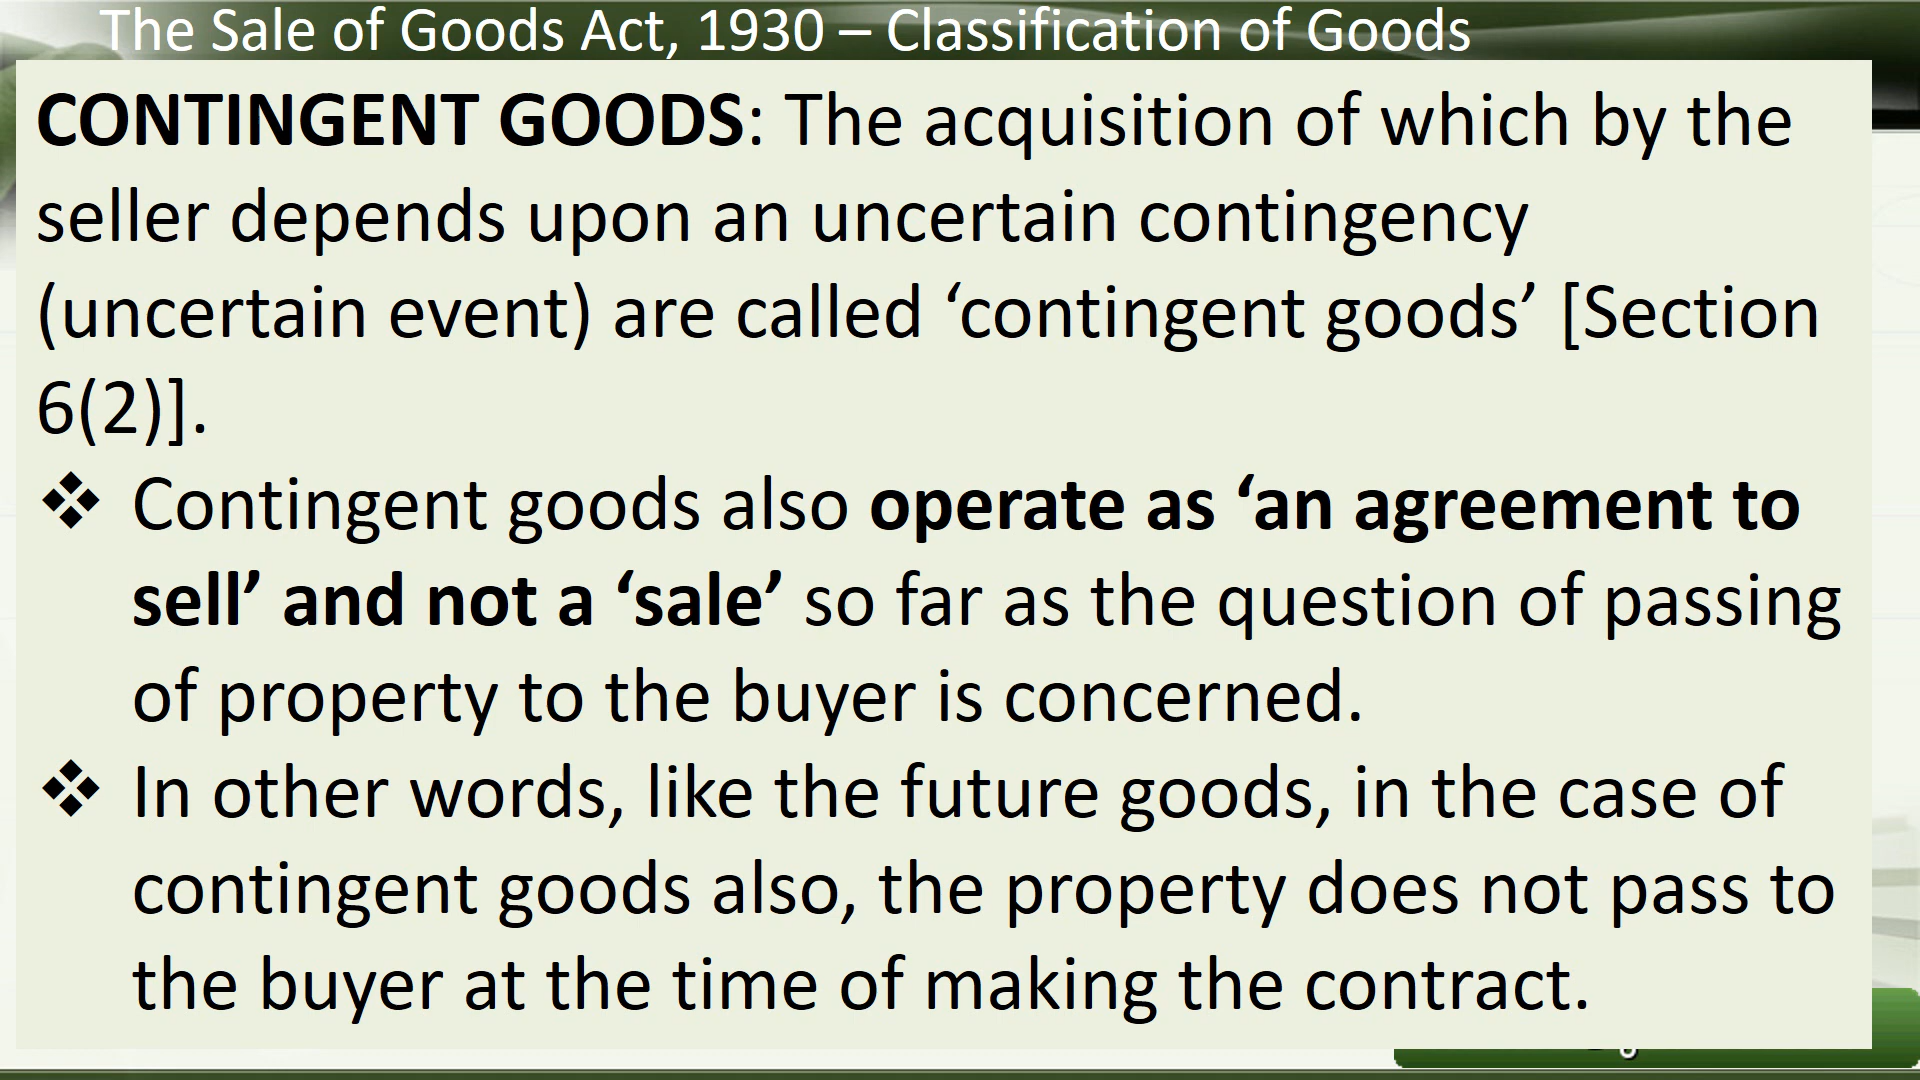 The Sale of Goods Act, 1930 – Classification of Goods
CONTINGENT GOODS: The acquisition of which by the
seller depends upon an uncertain contingency
(uncertain event) are called ‘contingent goods’ [Section
6(2)].
❖ Contingent goods also operate as ‘an agreement to
sell’ and not a ‘sale’ so far as the question of passing
of property to the buyer is concerned.
❖ In other words, like the future goods, in the case of
contingent goods also, the property does not pass to
the buyer at the time of making the contract.